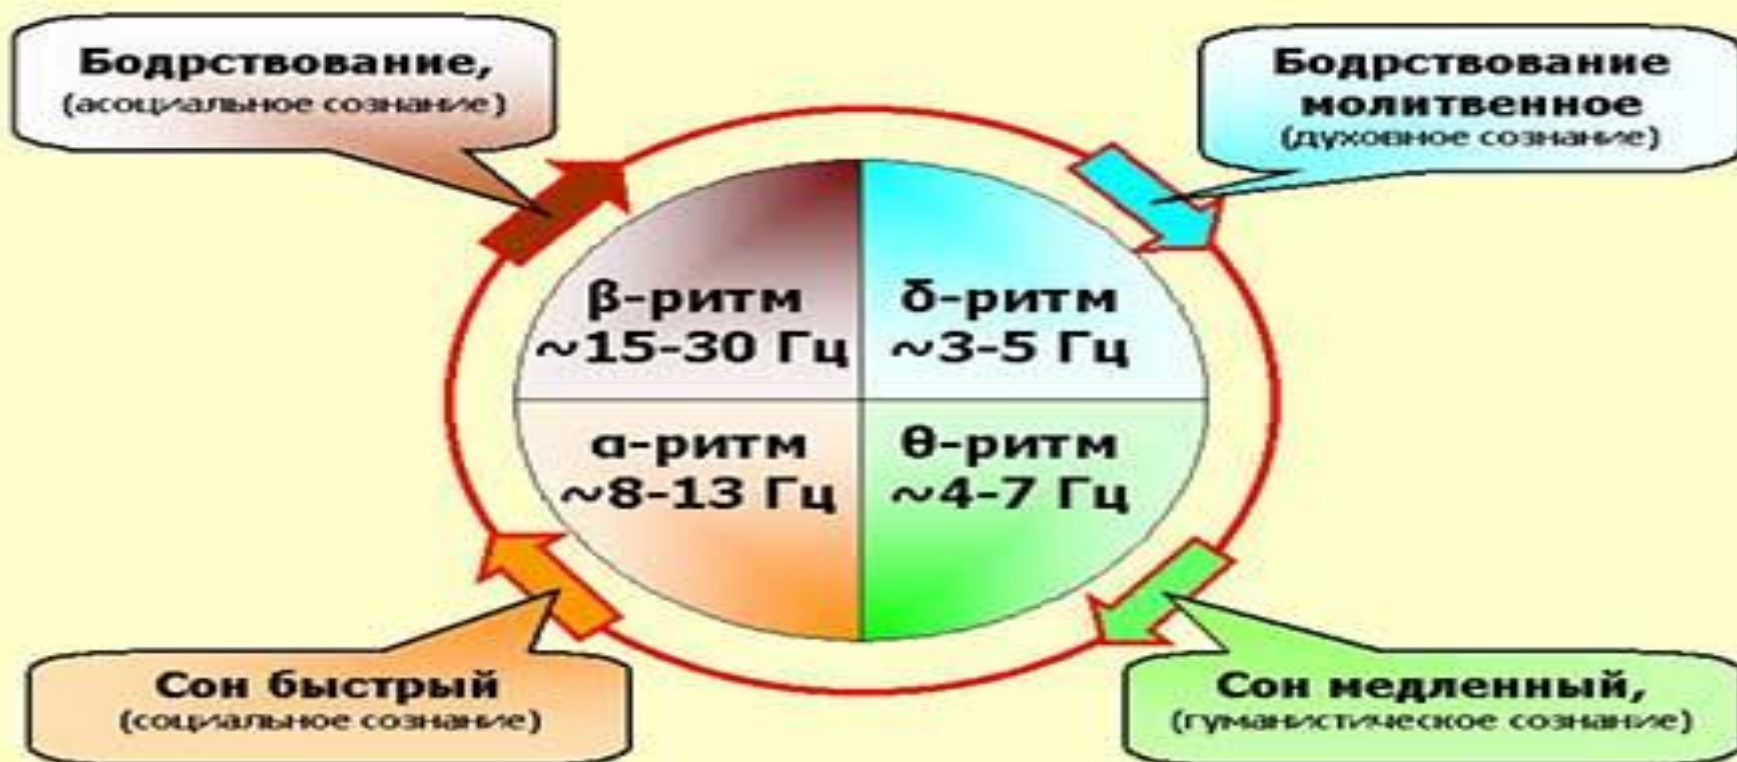 Бодрствование,
(асоциальное сознание)
Бодрствование
молитвенное
(духовное сознание)
β-ритм
~15-30 Гц
δ-ритм
~3-5 Гц
α-ритм
~8-13 Гц
θ-ритм
~4-7 Гц
Сон быстрый
(социальное сознание)
Сон медленный,
(гуманистическое сознание)